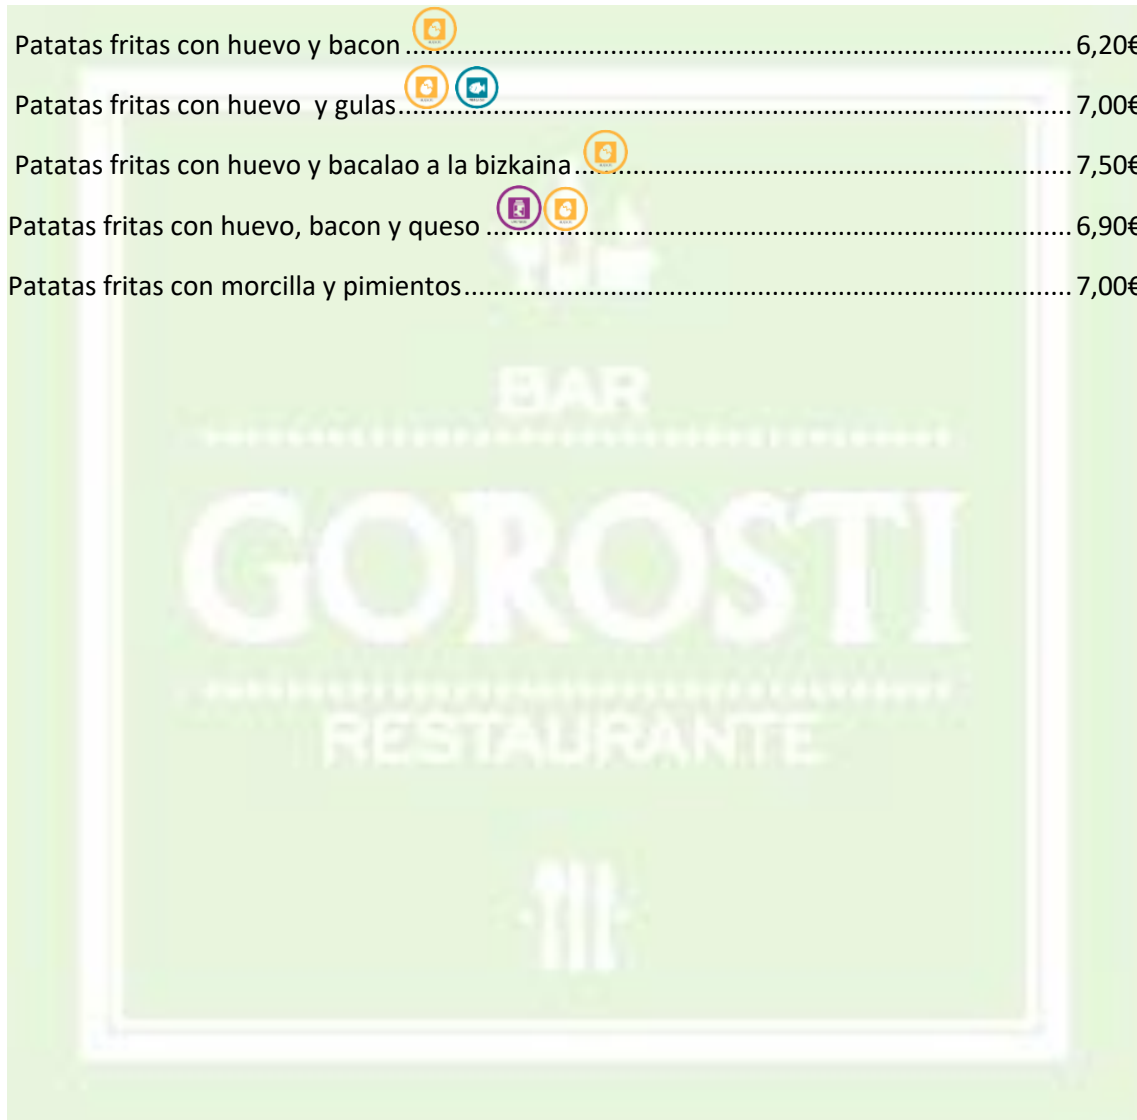 Patatas fritas con huevo y bacon ........................ 6,20€
Patatas fritas con huevo  y gulas........................ 7,00€
Patatas fritas con huevo y bacalao a la bizkaina ........................ 7,50€
Patatas fritas con huevo, bacon y queso ........................ 6,90€
Patatas fritas con morcilla y pimientos ........................ 7,00€
BAR
GOROSTI
RESTAURANTE